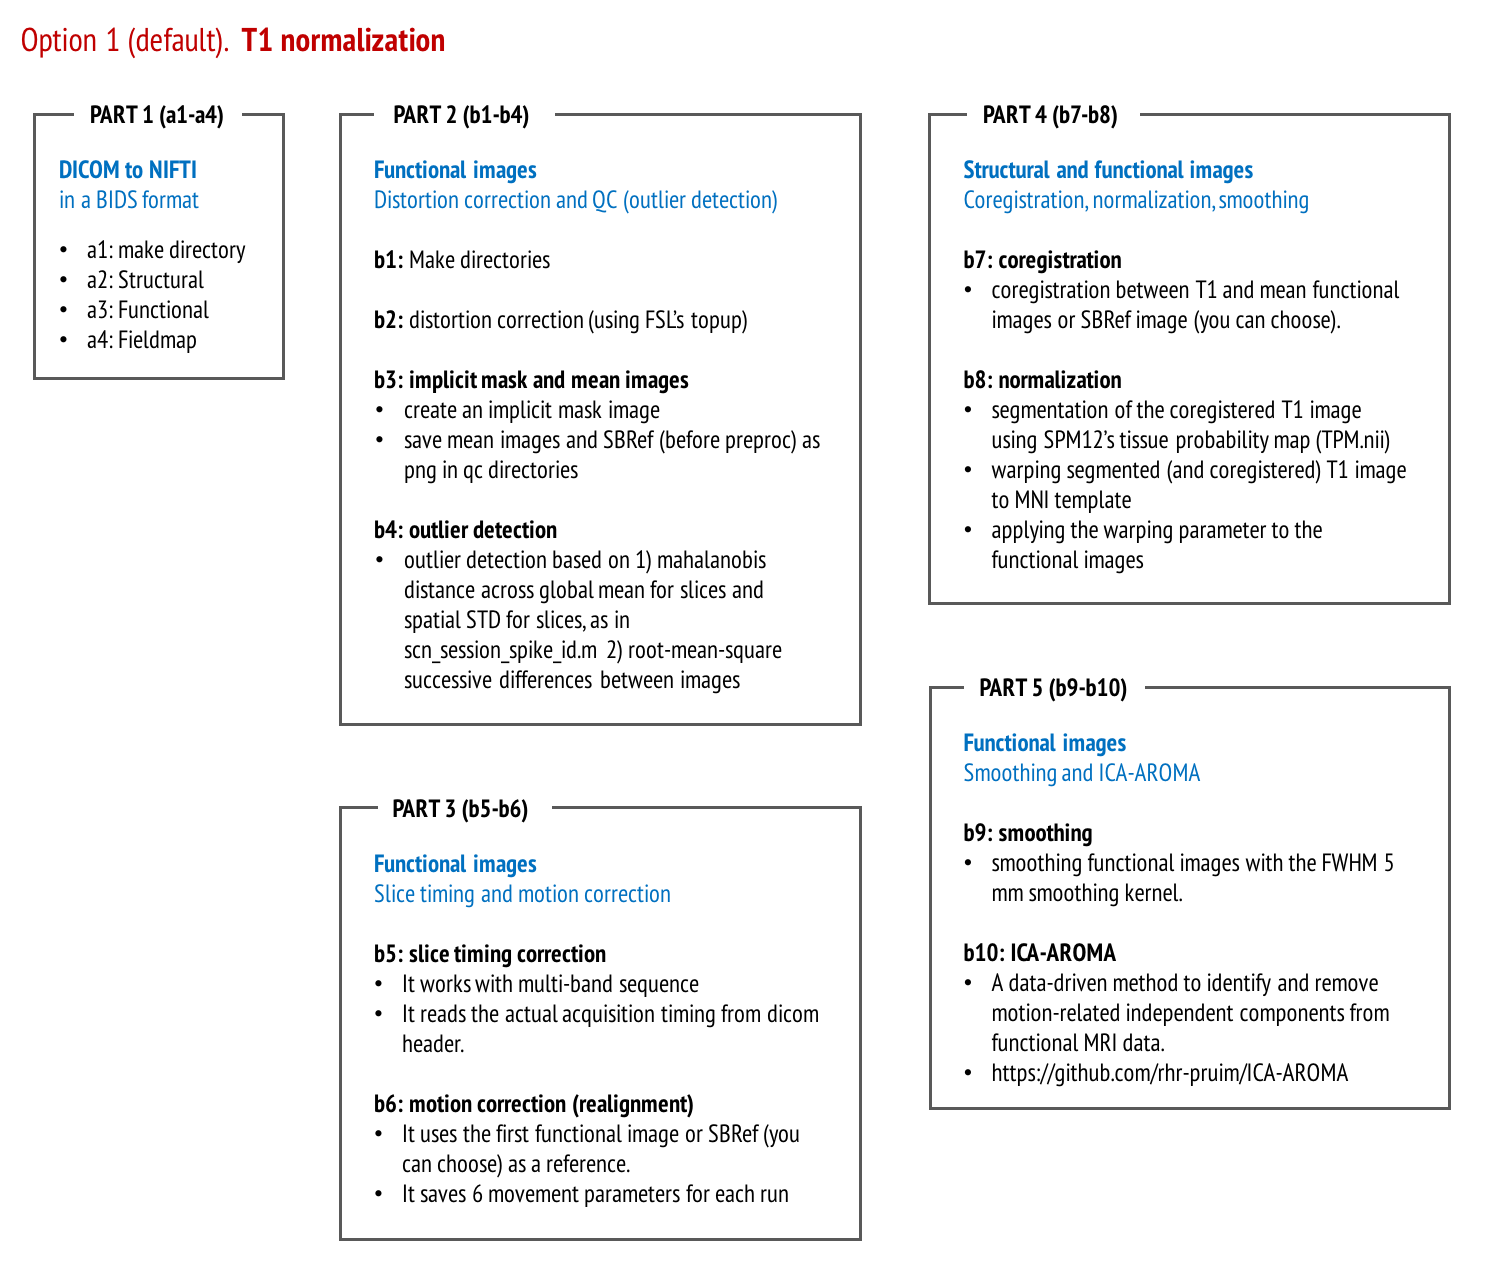 Option 1 (default). T1 normalization
PART 1 (a1-a4)
DICOM to NIFTI
in a BIDS format
• a1: make directory
• a2: Structural
• a3: Functional
• a4: Fieldmap
PART 2 (b1-b4)
Functional images
Distortion correction and QC (outlier detection)
b1: Make directories
b2: distortion correction (using FSL's topup)
b3: implicit mask and mean images
• create an implicit mask image
• save mean images and SBRef (before preproc) as
png in qc directories
b4: outlier detection
• outlier detection based on 1) mahalanobis
distance across global mean for slices and
spatial STD for slices, as in
scn_session_spike_id.m 2) root-mean-square
successive differences between images
PART 3 (b5-b6)
Functional images
Slice timing and motion correction
b5: slice timing correction
• It works with multi-band sequence
• It reads the actual acquisition timing from dicom
header.
b6: motion correction (realignment)
• It uses the first functional image or SBRef (you
can choose) as a reference.
• It saves 6 movement parameters for each run
PART 4 (b7-b8)
Structural and functional images
Coregistration, normalization, smoothing
b7: coregistration
• coregistration between T1 and mean functional
images or SBRef image (you can choose).
b8: normalization
• segmentation of the coregistered T1 image
using SPM12's tissue probability map (TPM.nii)
• warping segmented (and coregistered) T1 image
to MNI template
• applying the warping parameter to the
functional images
PART 5 (b9-b10)
Functional images
Smoothing and ICA-AROMA
b9: smoothing
• smoothing functional images with the FWHM 5
mm smoothing kernel.
b10: ICA-AROMA
• A data-driven method to identify and remove
motion-related independent components from
functional MRI data.
• https://github.com/rhr-pruim/ICA-AROMA